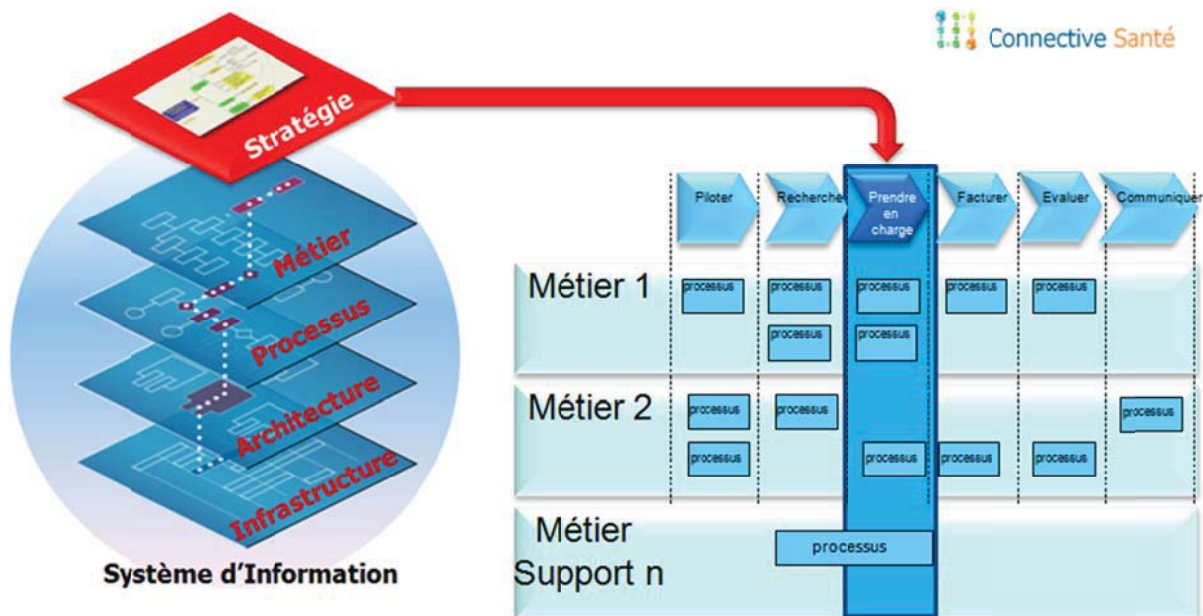 Connective Santé
Stratégie
Métier
Processus
Architecture
Infrastructure
Système d'Information
Piloter
Recherche
Prendre
en
charge
Facturer
Evaluer
Communiquer
Métier 1
processus
processus
processus
processus
processus
processus
processus
Métier 2
processus
processus
processus
processus
processus
processus
processus
Métier
Support n
processus